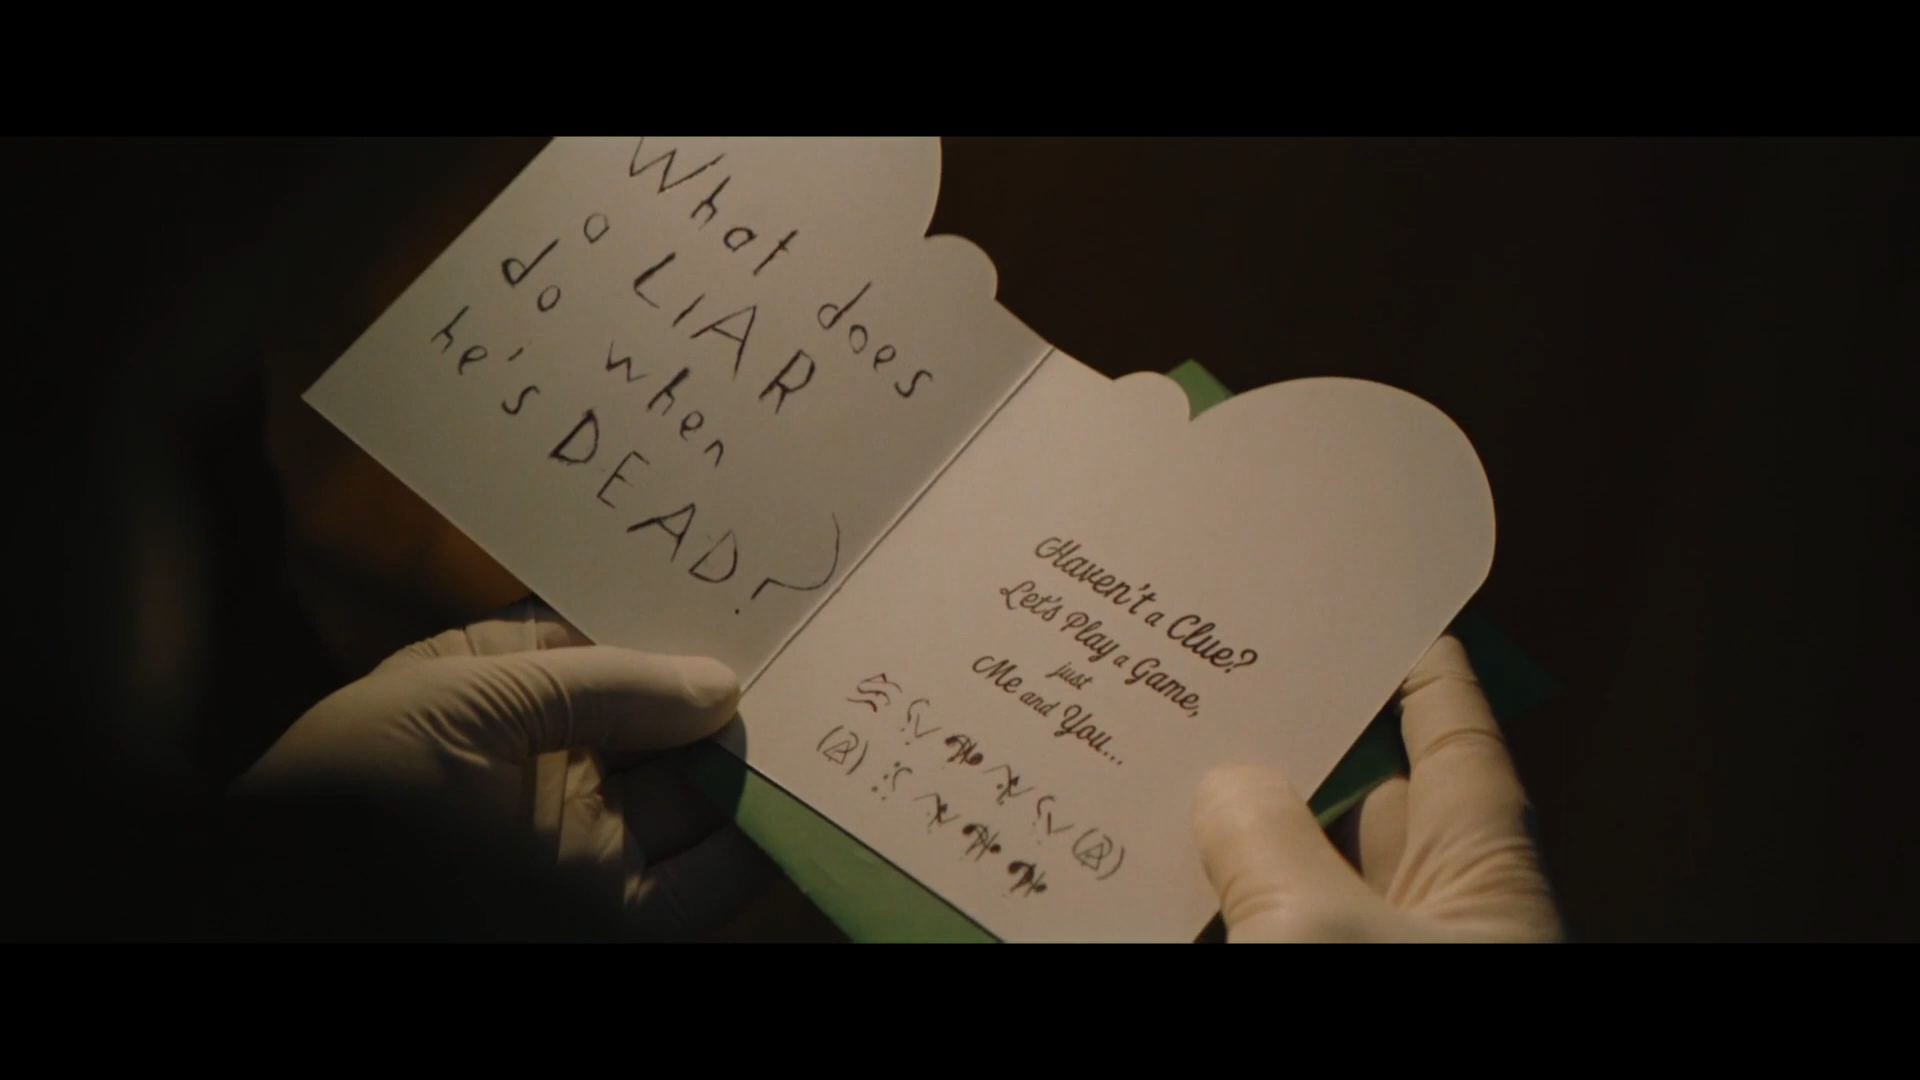 What does
a LIAR
do when
he's DEAD?
Haven't a Clue?
Let's Play a Game,
just
Me and You...